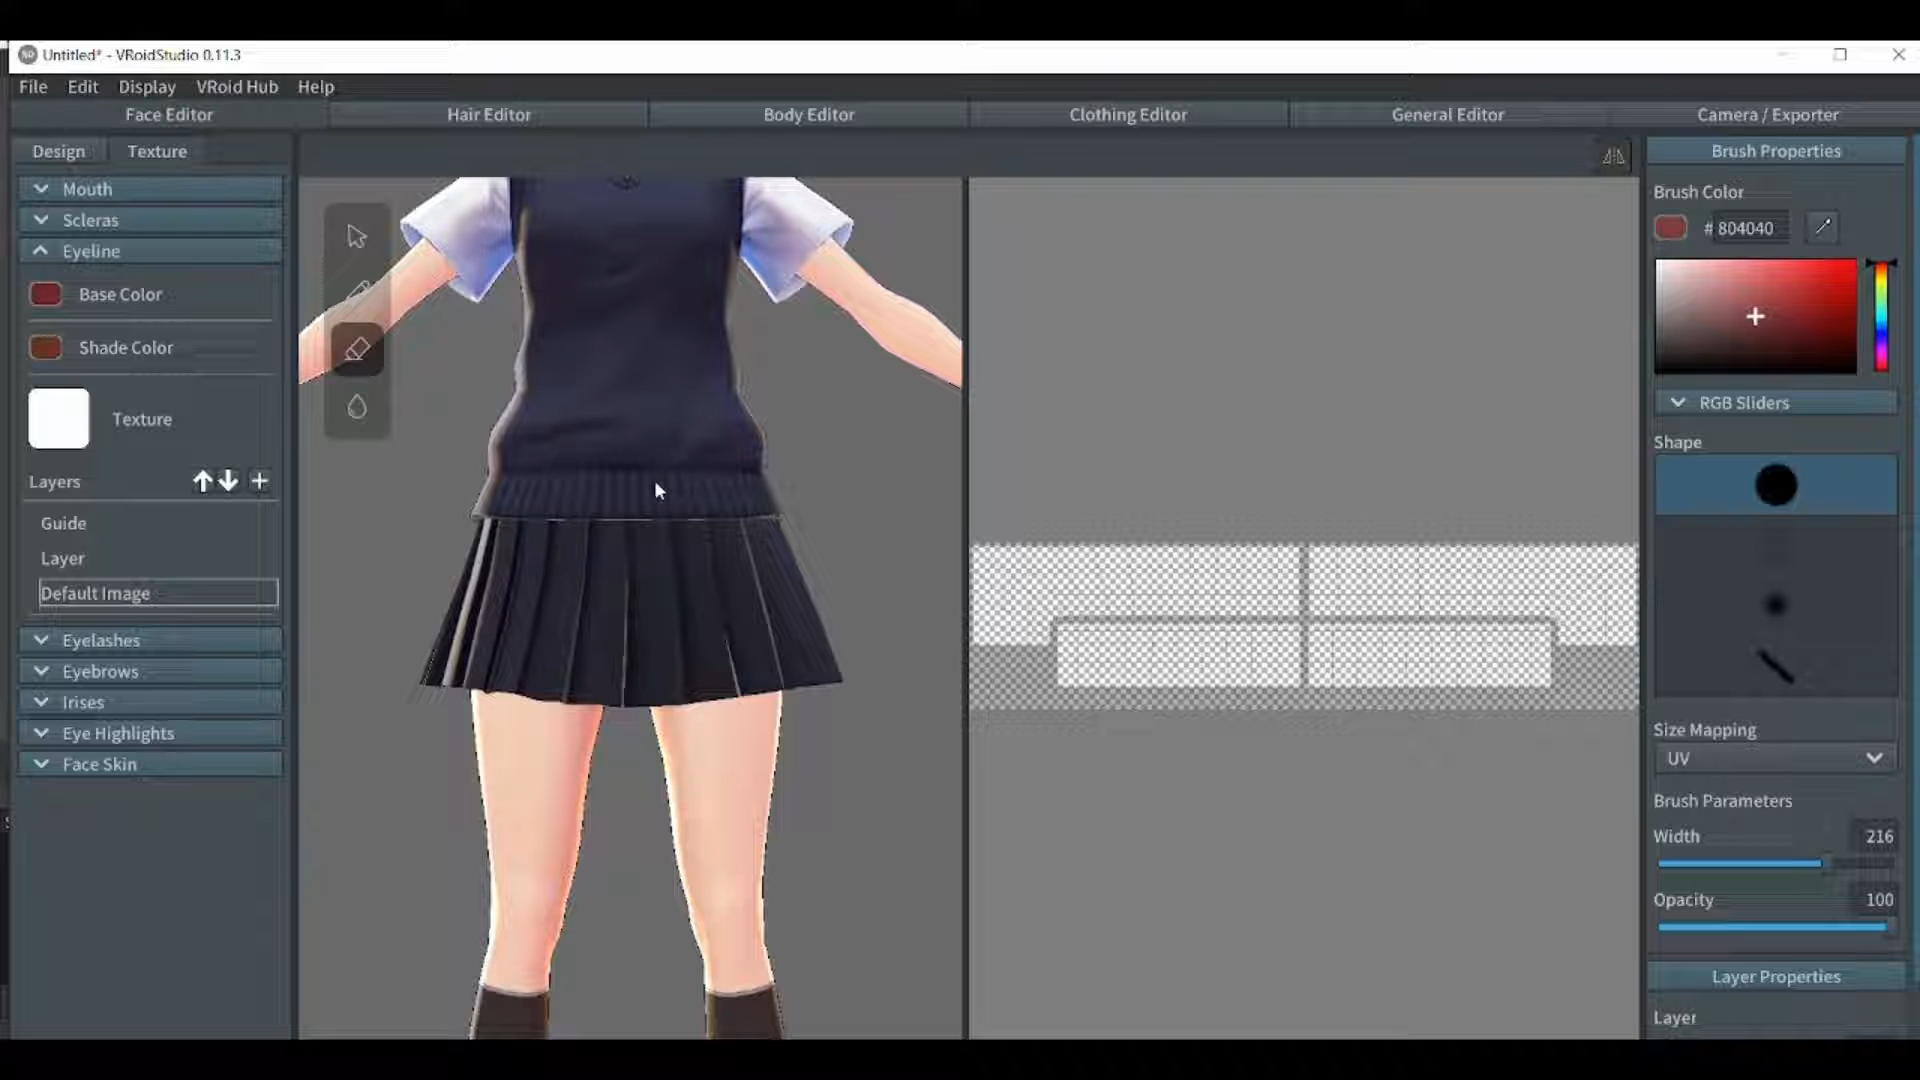 Untitled* - VRoidStudio 0.11.3
File Edit Display VRoid Hub Help
Face Editor Hair Editor Body Editor Clothing Editor General Editor Camera / Exporter
Design Texture
Mouth
Scleras
Eyeline
Base Color
Shade Color
Texture
Layers
Guide
Layer
Default Image
Eyelashes
Eyebrows
Irises
Eye Highlights
Face Skin
Brush Properties
Brush Color
# 804040
RGB Sliders
Shape
Size Mapping
UV
Brush Parameters
Width 216
Opacity 100
Layer Properties
Layer